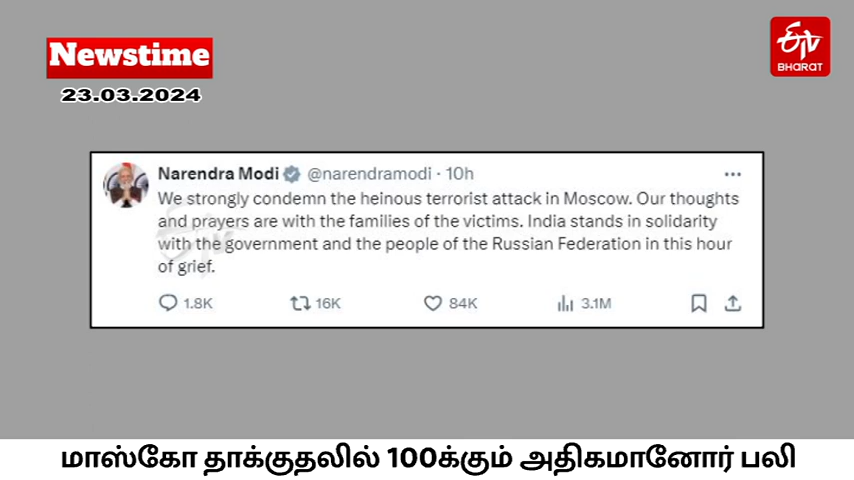 Newstime
23.03.2024
ETV
BHARAT
Narendra Modi @narendramodi · 10h
We strongly condemn the heinous terrorist attack in Moscow. Our thoughts
and prayers are with the families of the victims. India stands in solidarity
with the government and the people of the Russian Federation in this hour
of grief.
1.8K 16K 84K 3.1M
மாஸ்கோ தாக்குதலில் 100க்கும் அதிகமானோர் பலி